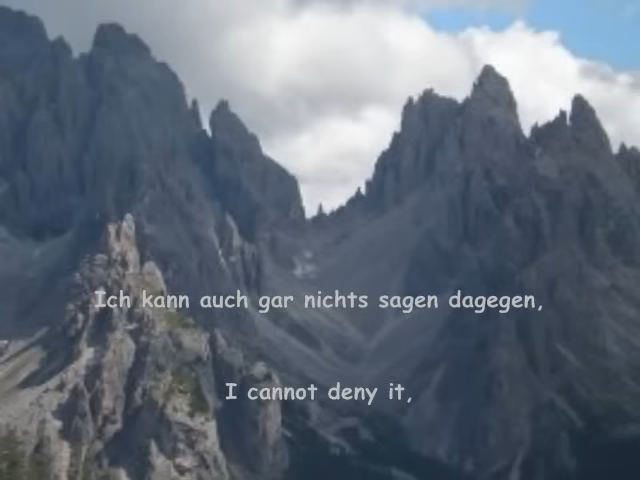 Ich kann auch gar nichts sagen dagegen,
I cannot deny it,